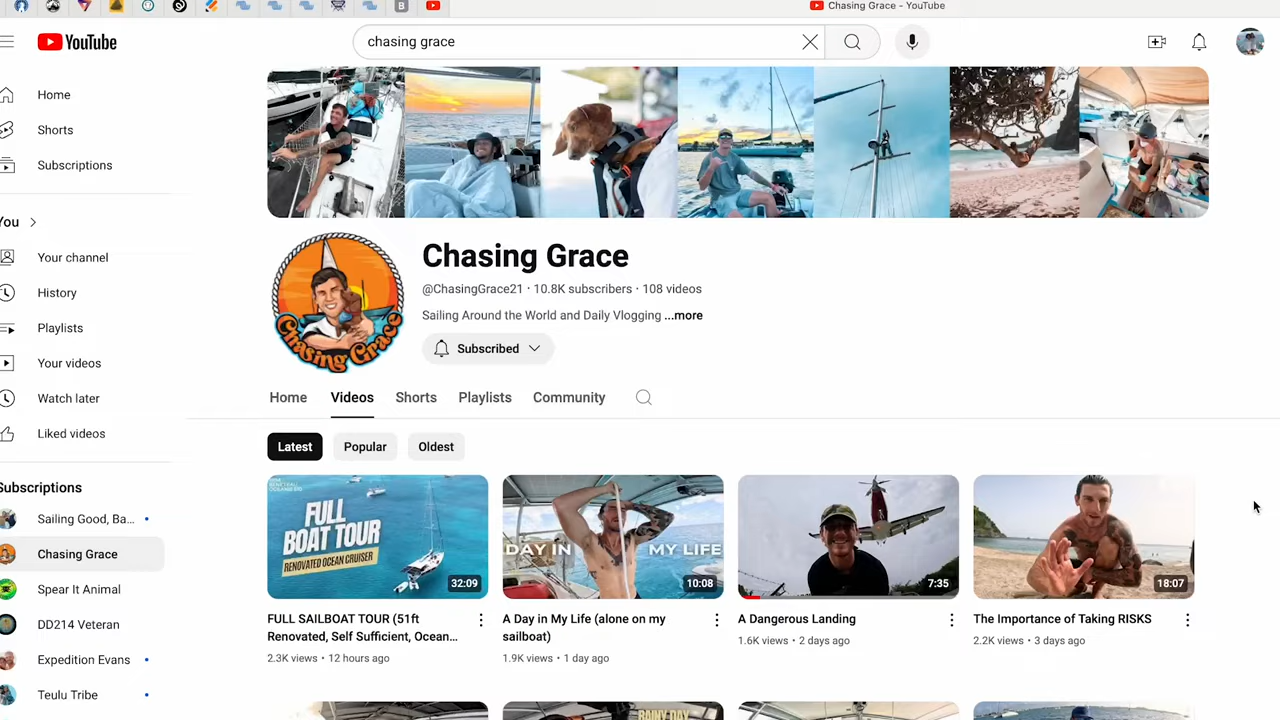 Chasing Grace - YouTube
YouTube
chasing grace
Home
Shorts
Subscriptions
You
Your channel
History
Playlists
Your videos
Watch later
Liked videos
Subscriptions
Sailing Good, Ba...
Chasing Grace
Spear It Animal
DD214 Veteran
Expedition Evans
Teulu Tribe
Chasing Grace
Chasing Grace
@ChasingGrace21 · 10.8K subscribers · 108 videos
Sailing Around the World and Daily Vlogging ...more
Subscribed
Home Videos Shorts Playlists Community
Latest Popular Oldest
FULL
BOAT TOUR
RENOVATED OCEAN CRUISER
32:09
DAY IN MY LIFE
10:08
7:35
18:07
FULL SAILBOAT TOUR (51ft
Renovated, Self Sufficient, Ocean...
2.3K views • 12 hours ago
A Day in My Life (alone on my
sailboat)
1.9K views • 1 day ago
A Dangerous Landing
1.6K views • 2 days ago
The Importance of Taking RISKS
2.2K views • 3 days ago
RAINY DAY